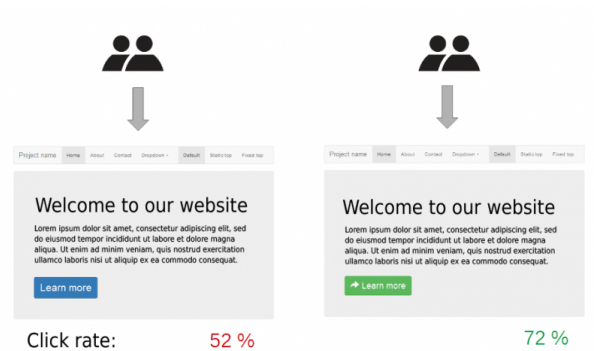 Project name Home About Contact Dropdown Default Static top Fixed top
Welcome to our website
Lorem ipsum dolor sit amet, consectetur adipiscing elit, sed
do eiusmod tempor incididunt ut labore et dolore magna
aliqua. Ut enim ad minim veniam, quis nostrud exercitation
ullamco laboris nisi ut aliquip ex ea commodo consequat.
Learn more
Project name Home About Contact Dropdown Default Static top Fixed top
Welcome to our website
Lorem ipsum dolor sit amet, consectetur adipiscing elit, sed
do eiusmod tempor incididunt ut labore et dolore magna
aliqua. Ut enim ad minim veniam, quis nostrud exercitation
ullamco laboris nisi ut aliquip ex ea commodo consequat.
Learn more
Click rate: 52 % 72 %